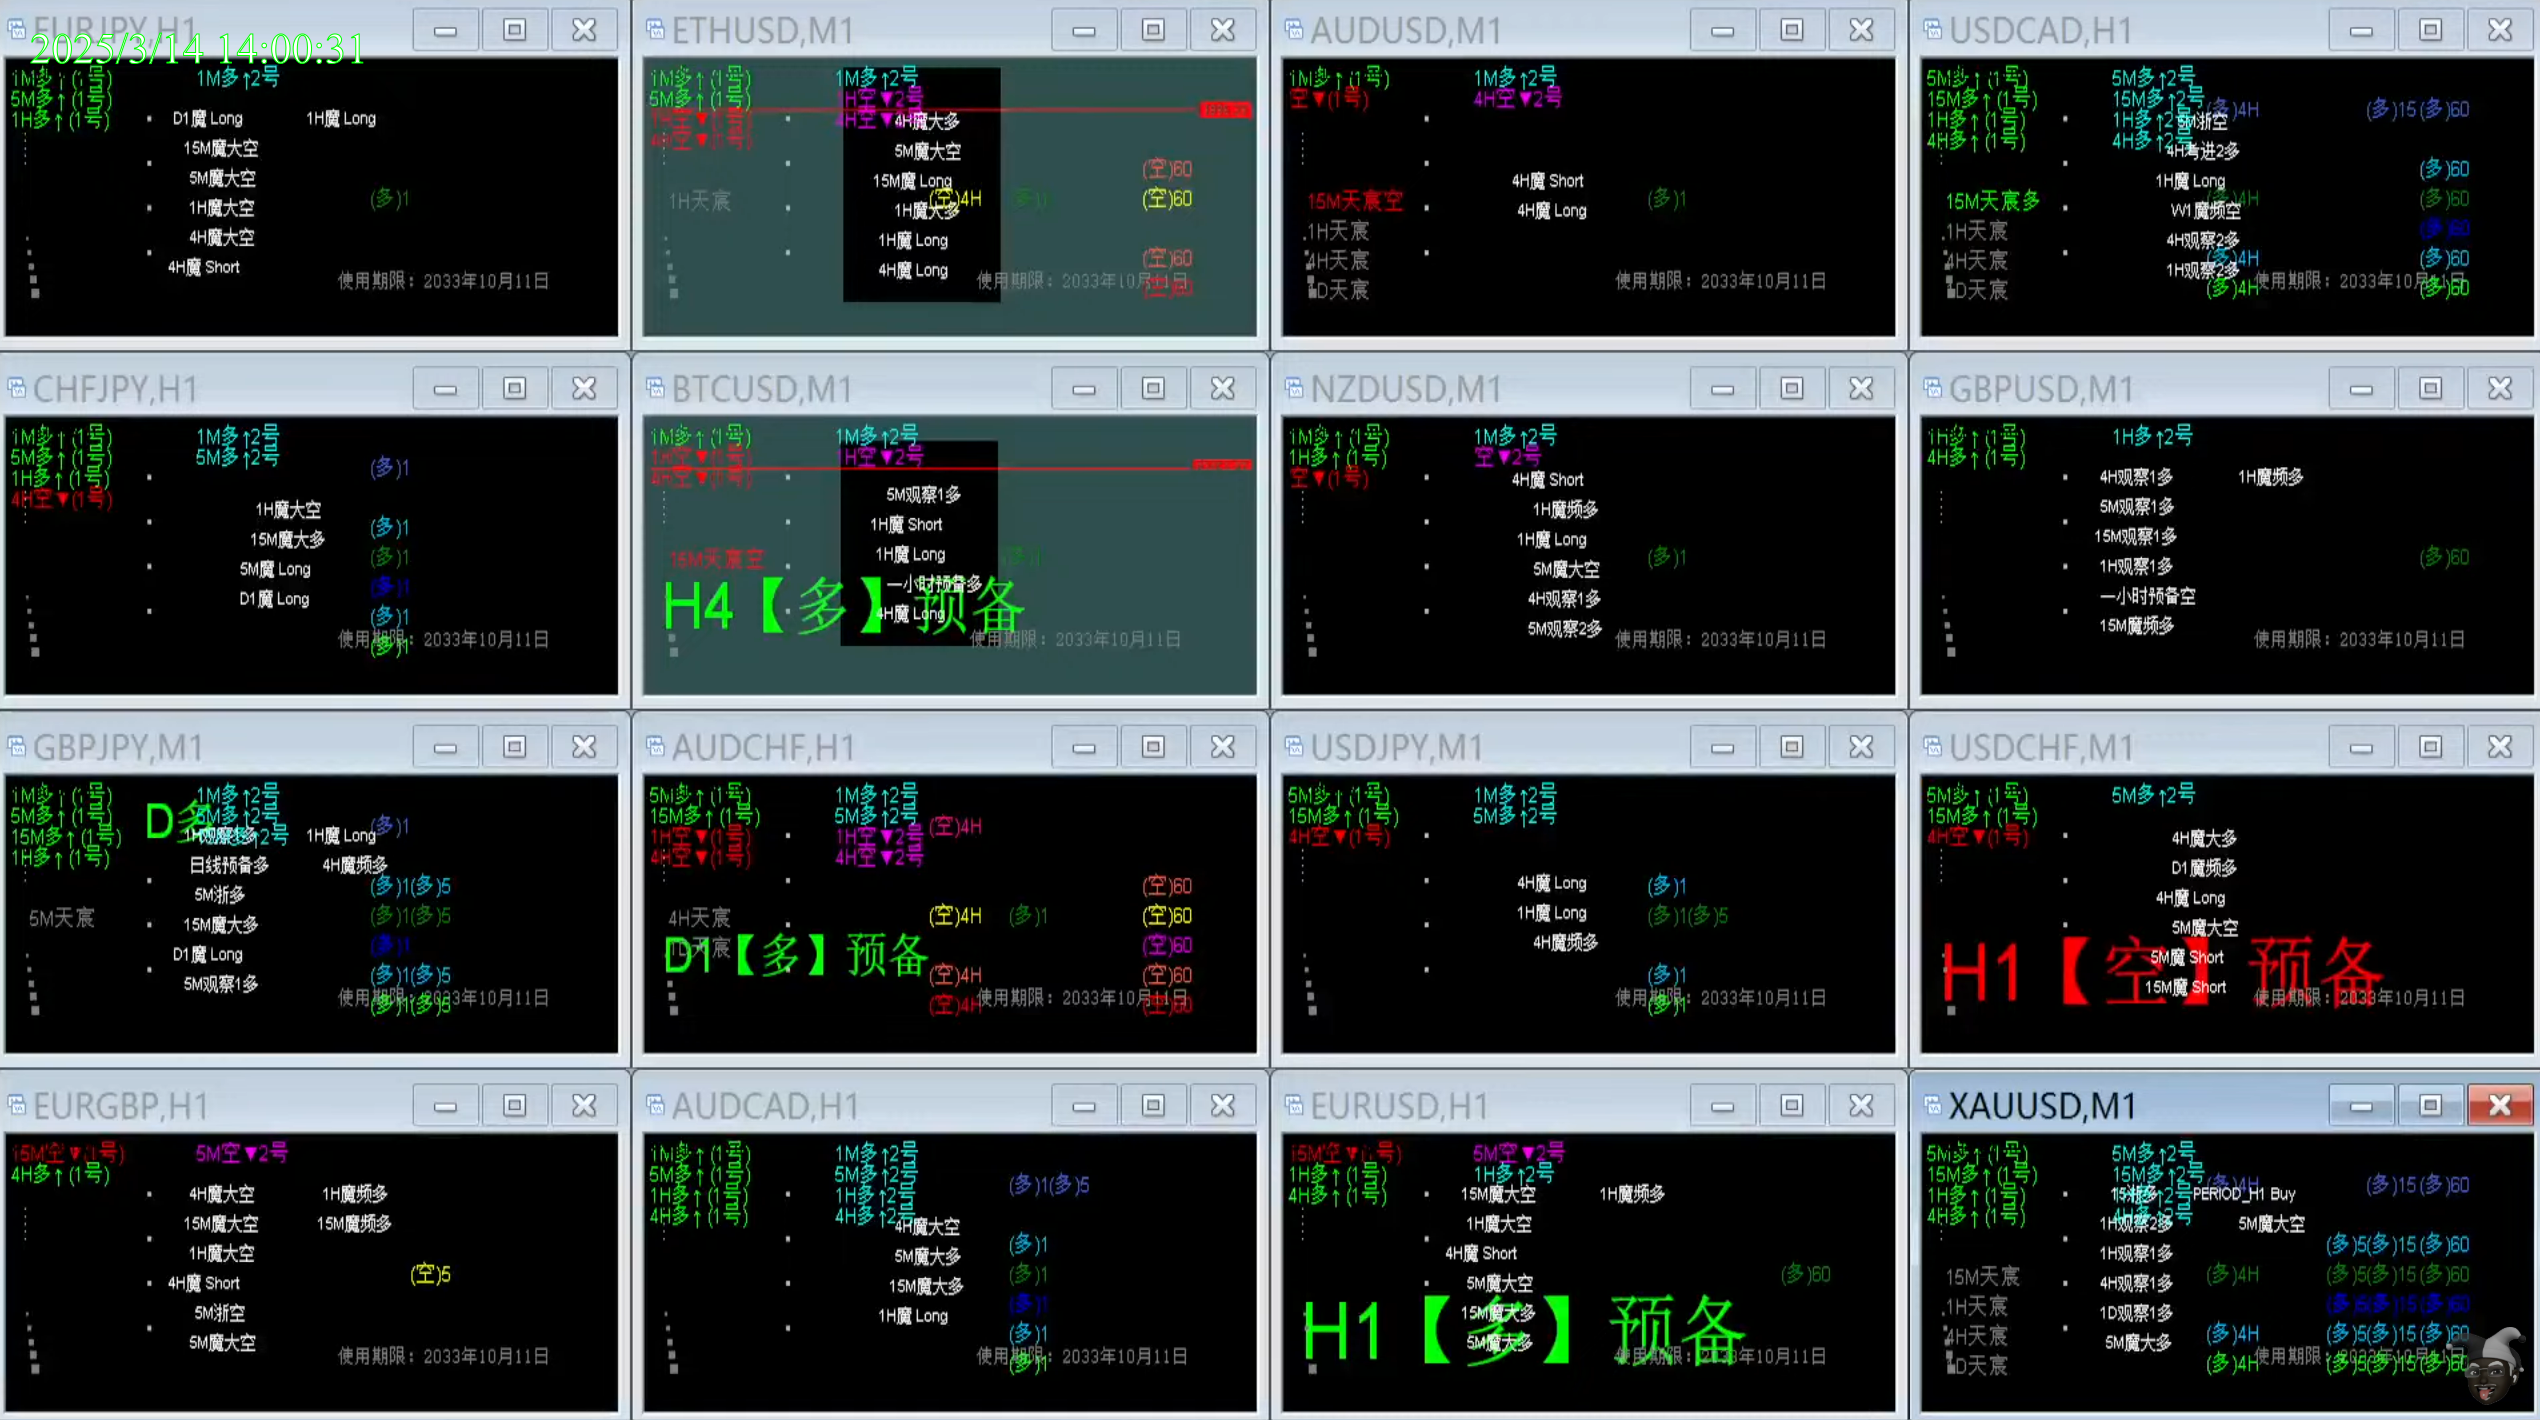 EURJPY,H1
2025/3/14 14:00:31
1M多↑(1号) 1M多↑2号
5M多↑(1号)
1H多↑(1号) D1魔 Long 1H魔 Long
15M魔大空
5M魔大空
1H魔大空 (多)1
4H魔大空
4H魔 Short
使用期限：2033年10月11日
ETHUSD,M1
1M多↑(1号) 1M多↑2号
5M多↑(1号) 1H空▼2号
1H空▼(1号) 4H空▼2号 4H魔大多
4H空▼(1号)
5M魔大空
15M魔 Long (空)60
1H天宸 1H魔大多 (空)4H (多)1 (空)60
1H魔 Long
4H魔 Long (空)60
使用期限：2033年10月11日 (空)60
AUDUSD,M1
1M多↑(1号) 1M多↑2号
空▼(1号) 4H空▼2号
4H魔 Short
15M天宸空 4H魔 Long (多)1
1H天宸
4H天宸
D天宸 使用期限：2033年10月11日
USDCAD,H1
5M多↑(1号) 5M多↑2号
15M多↑(1号) 15M多↑2号 (多)4H (多)15(多)60
1H多↑(1号) 1H多↑2号 5M浙空
4H多↑(1号) 4H多↑2号 4H考进2多
1H魔 Long (多)60
15M天宸多 W1魔频空 (多)4H (多)60
1H天宸 4H观察2多 (多)60
4H天宸 1H观察2多 (多)4H (多)60
D天宸 (多)4H 使用期限：2033年10月11日 (多)60
CHFJPY,H1
1M多↑(1号) 1M多↑2号
5M多↑(1号) 5M多↑2号 (多)1
1H多↑(1号)
4H空▼(1号) 1H魔大空
15M魔大多 (多)1
5M魔 Long (多)1
D1魔 Long (多)1
(多)1
使用期限：2033年10月11日 (多)1
BTCUSD,M1
1M多↑(1号) 1M多↑2号
1H空▼(1号) 1H空▼2号
4H空▼(1号)
5M观察1多
1H魔 Short
15M天宸空 1H魔 Long (多)1
一小时预备多
H4【多】预备
4H魔 Long
使用期限：2033年10月11日
NZDUSD,M1
1M多↑(1号) 1M多↑2号
1H多↑(1号) 空▼2号
空▼(1号) 4H魔 Short
1H魔频多
1H魔 Long (多)1
5M魔大空
4H观察1多
5M观察2多
使用期限：2033年10月11日
GBPUSD,M1
1H多↑(1号) 1H多↑2号
4H多↑(1号)
4H观察1多 1H魔频多
5M观察1多
15M观察1多
1H观察1多 (多)60
一小时预备空
15M魔频多
使用期限：2033年10月11日
GBPJPY,M1
1M多↑(1号) 1M多↑2号
5M多↑(1号) D多 5M多↑2号 (多)1
15M多↑(1号) 1H观察1多 1H魔 Long
1H多↑(1号) 日线预备多 4H魔频多
5M浙多 (多)1(多)5
5M天宸 15M魔大多 (多)1(多)5
D1魔 Long (多)1
5M观察1多 (多)1(多)5
使用期限：2033年10月11日 (多)1(多)5
AUDCHF,H1
5M多↑(1号) 1M多↑2号
15M多↑(1号) 5M多↑2号 (空)4H
1H空▼(1号) 1H空▼2号
4H空▼(1号) 4H空▼2号
(空)60
4H天宸 (空)4H (多)1 (空)60
1D天宸 (空)60
D1【多】预备
(空)4H (空)60
(空)4H 使用期限：2033年10月11日 (空)60
USDJPY,M1
5M多↑(1号) 1M多↑2号
15M多↑(1号) 5M多↑2号
4H空▼(1号)
4H魔 Long (多)1
1H魔 Long (多)1(多)5
4H魔频多
(多)1
使用期限：2033年10月11日 (多)1
USDCHF,M1
5M多↑(1号) 5M多↑2号
15M多↑(1号)
4H空▼(1号) 4H魔大多
D1魔频多
4H魔 Long
5M魔大空
5M魔 Short
H1【空】预备
15M魔 Short
使用期限：2033年10月11日
EURGBP,H1
15M空▼(1号) 5M空▼2号
4H多↑(1号)
4H魔大空 1H魔频多
15M魔大空 15M魔频多
1H魔大空
4H魔 Short (空)5
5M浙空
5M魔大空
使用期限：2033年10月11日
AUDCAD,H1
1M多↑(1号) 1M多↑2号
5M多↑(1号) 5M多↑2号 (多)1(多)5
1H多↑(1号) 1H多↑2号
4H多↑(1号) 4H多↑2号
4H魔大空
5M魔大多 (多)1
15M魔大多 (多)1
1H魔 Long (多)1
(多)1
使用期限：2033年10月11日 (多)1
EURUSD,H1
15M空▼(1号) 5M空▼2号
1H多↑(1号) 1H多↑2号
4H多↑(1号) 15M魔大空 1H魔频多
1H魔大空
4H魔 Short
5M魔大空 (多)60
15M魔大多
H1【多】预备
5M魔大多
使用期限：2033年10月11日
XAUUSD,M1
5M多↑(1号) 5M多↑2号
15M多↑(1号) 15M多↑2号 (多)4H (多)15(多)60
1H多↑(1号) 1H多↑2号 PERIOD_H1 Buy
4H多↑(1号) 4H多↑2号
1H观察2多 5M魔大空
1H观察1多 (多)5(多)15(多)60
15M天宸 4H观察1多 (多)4H (多)5(多)15(多)60
1H天宸 1D观察1多 (多)5(多)15(多)60
4H天宸 5M魔大多 (多)4H (多)5(多)15(多)60
D天宸 (多)4H 使用期限：2033年10月11日 (多)5(多)15(多)60